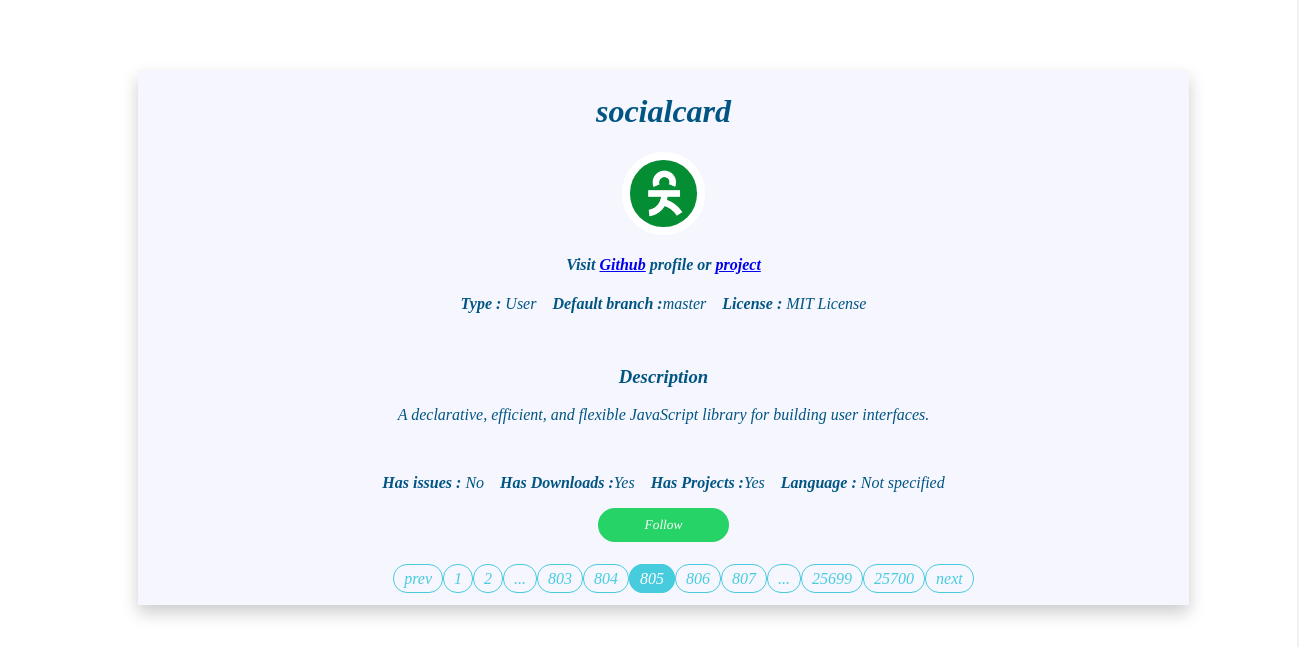 socialcard
Visit Github profile or project
Type : User Default branch :master License : MIT License
Description
A declarative, efficient, and flexible JavaScript library for building user interfaces.
Has issues : No Has Downloads :Yes Has Projects :Yes Language : Not specified
Follow
prev 1 2 ... 803 804 805 806 807 ... 25699 25700 next